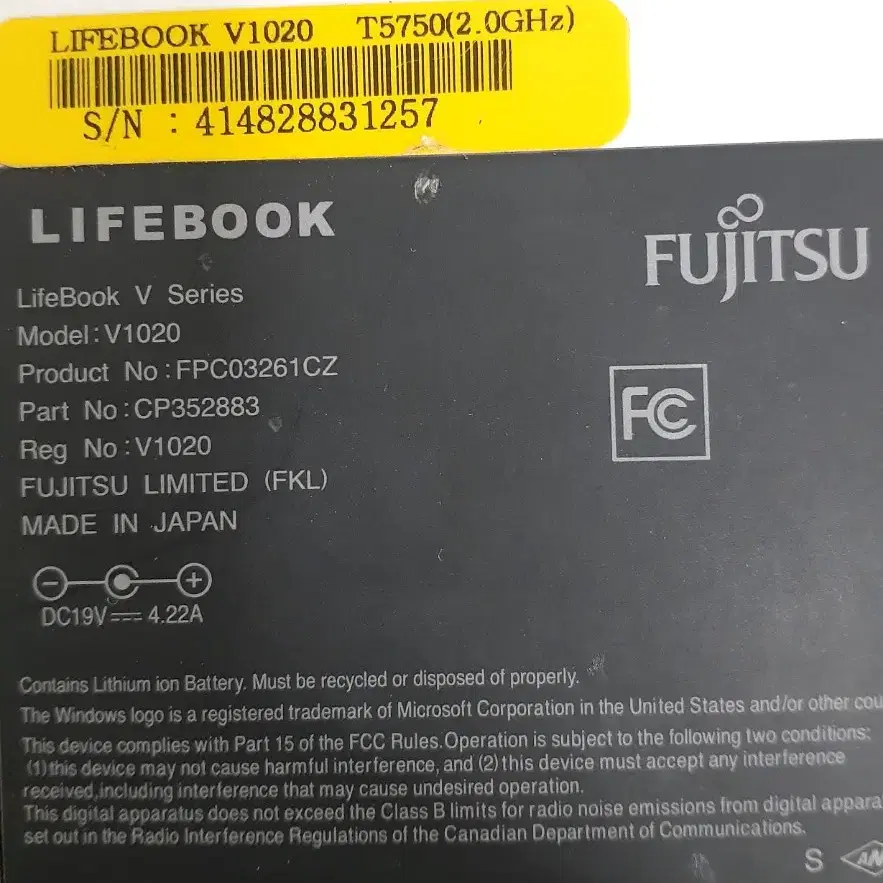 LIFEBOOK V1020 T5750(2.0GHz)
S/N : 414828831257
LIFEBOOK
FUJITSU
LifeBook V Series
Model:V1020
Product No:FPC03261CZ
Part No:CP352883
FC
Reg No:V1020
FUJITSU LIMITED (FKL)
MADE IN JAPAN
DC19V⎓4.22A
Contains Lithium ion Battery. Must be recycled or disposed of properly.
The Windows logo is a registered trademark of Microsoft Corporation in the United States and/or other cou
This device complies with Part 15 of the FCC Rules.Operation is subject to the following two conditions:
(1)this device may not cause harmful interference, and (2)this device must accept any interference
received,including interference that may cause undesired operation.
This digital apparatus does not exceed the Class B limits for radio noise emissions from digital appara
set out in the Radio Interference Regulations of the Canadian Department of Communications.
S